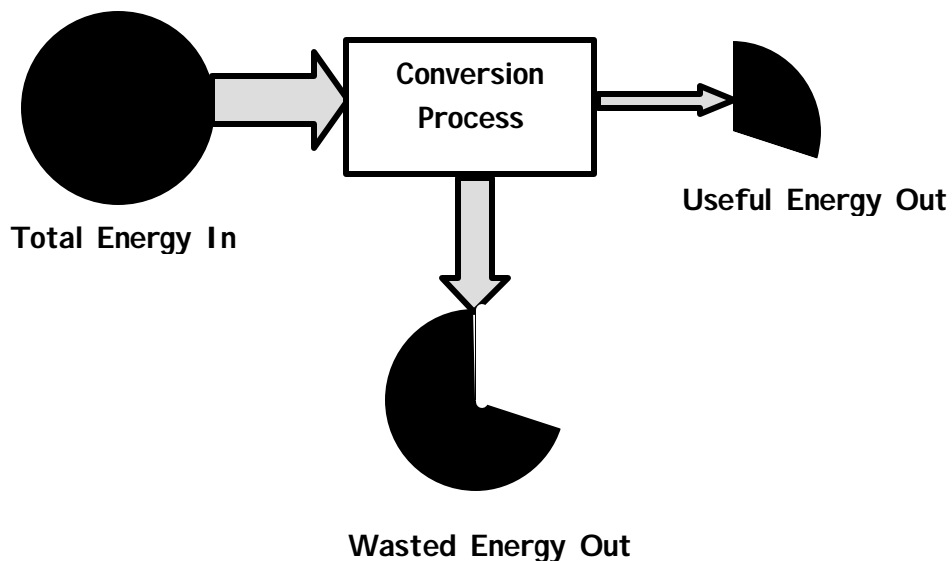 Conversion
Process
Useful Energy Out
Total Energy In
Wasted Energy Out